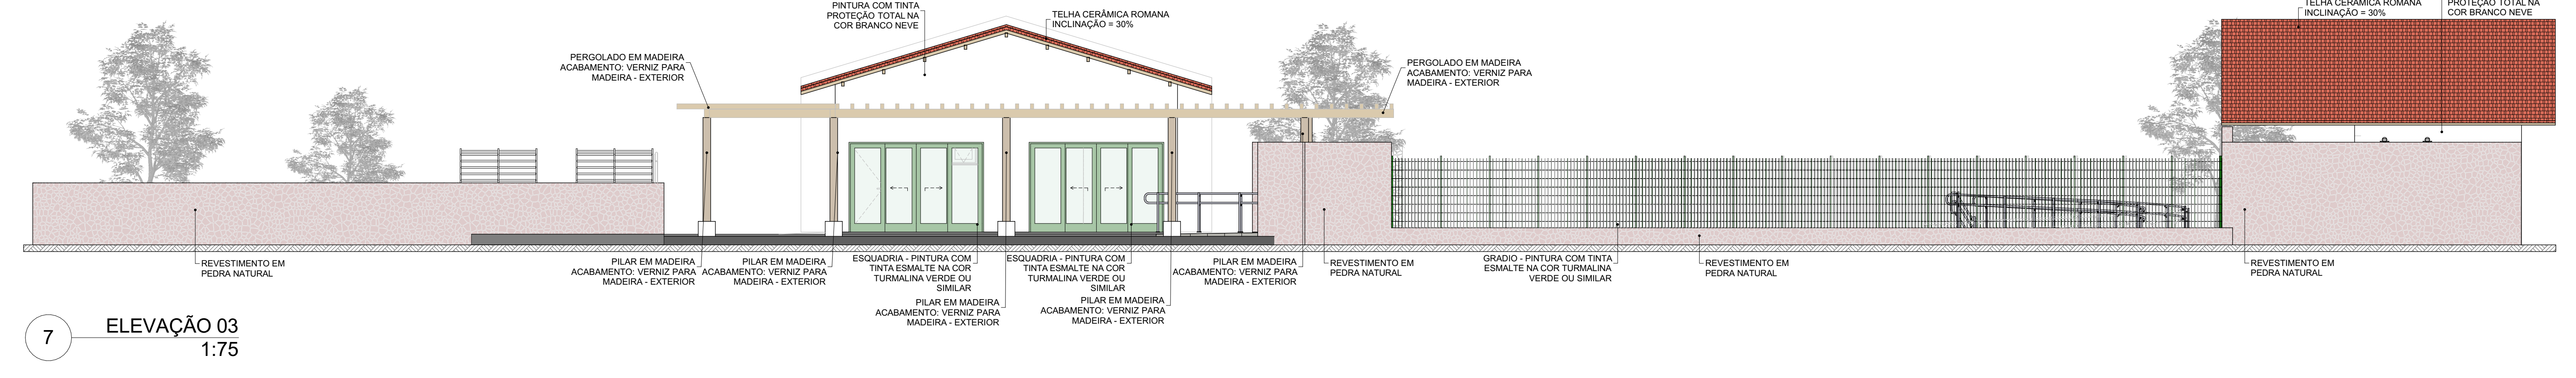 PINTURA COM TINTA
PROTEÇÃO TOTAL NA
COR BRANCO NEVE
TELHA CERÂMICA ROMANA
INCLINAÇÃO = 30%
TELHA CERÂMICA ROMANA
INCLINAÇÃO = 30%
PROTEÇÃO TOTAL NA
COR BRANCO NEVE
PERGOLADO EM MADEIRA
ACABAMENTO: VERNIZ PARA
MADEIRA - EXTERIOR
PERGOLADO EM MADEIRA
ACABAMENTO: VERNIZ PARA
MADEIRA - EXTERIOR
REVESTIMENTO EM
PEDRA NATURAL
PILAR EM MADEIRA
ACABAMENTO: VERNIZ PARA
MADEIRA - EXTERIOR
PILAR EM MADEIRA
ACABAMENTO: VERNIZ PARA
MADEIRA - EXTERIOR
ESQUADRIA - PINTURA COM
TINTA ESMALTE NA COR
TURMALINA VERDE OU
SIMILAR
PILAR EM MADEIRA
ACABAMENTO: VERNIZ PARA
MADEIRA - EXTERIOR
ESQUADRIA - PINTURA COM
TINTA ESMALTE NA COR
TURMALINA VERDE OU
SIMILAR
PILAR EM MADEIRA
ACABAMENTO: VERNIZ PARA
MADEIRA - EXTERIOR
PILAR EM MADEIRA
ACABAMENTO: VERNIZ PARA
MADEIRA - EXTERIOR
REVESTIMENTO EM
PEDRA NATURAL
GRADIO - PINTURA COM TINTA
ESMALTE NA COR TURMALINA
VERDE OU SIMILAR
REVESTIMENTO EM
PEDRA NATURAL
REVESTIMENTO EM
PEDRA NATURAL
7
ELEVAÇÃO 03
1:75